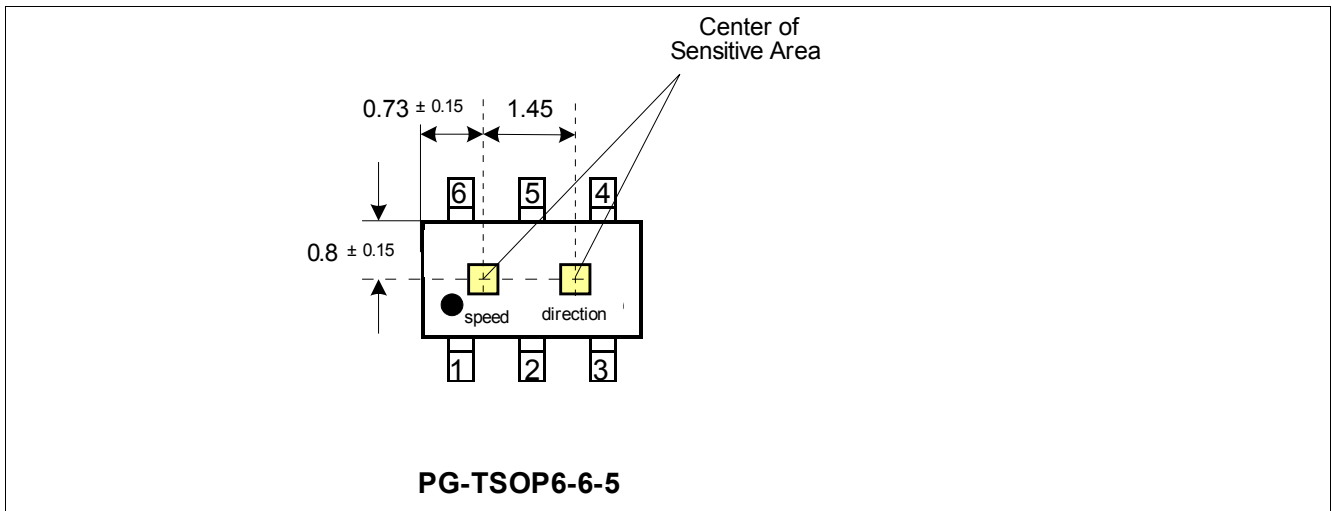 Center of
Sensitive Area
0.73 ± 0.15
1.45
6
5
4
0.8 ± 0.15
speed
direction
1
2
3
PG-TSOP6-6-5